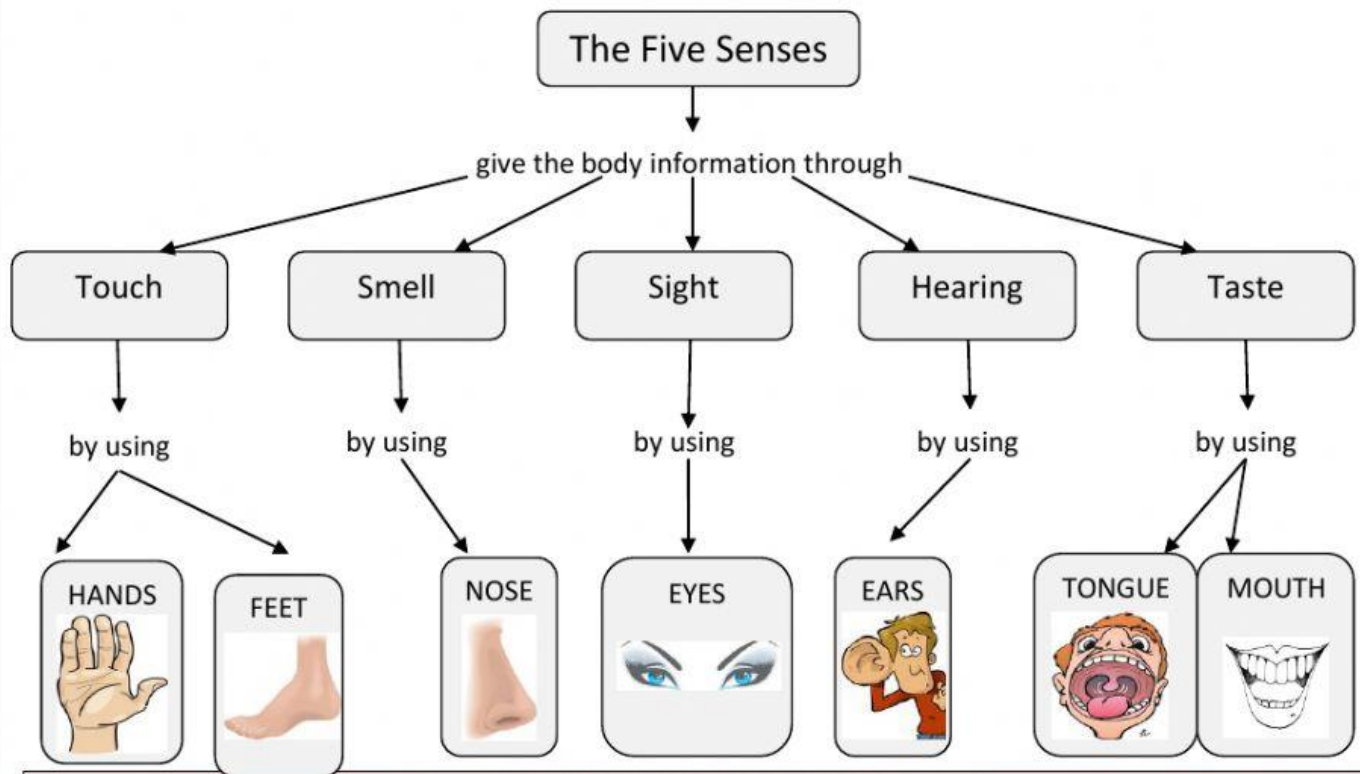 The Five Senses
give the body information through
Touch
Smell
Sight
Hearing
Taste
by using
by using
by using
by using
by using
HANDS
FEET
NOSE
EYES
EARS
TONGUE
MOUTH